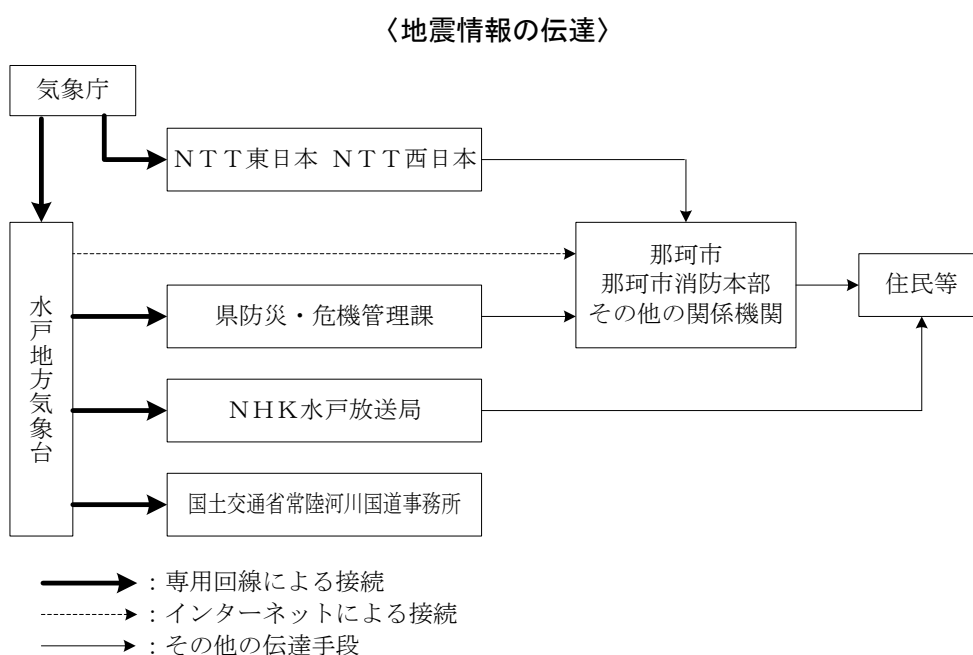 〈地震情報の伝達〉
気象庁
ＮＴＴ東日本 ＮＴＴ西日本
水戸地方気象台
那珂市
那珂市消防本部
その他の関係機関
住民等
県防災・危機管理課
ＮＨＫ水戸放送局
国土交通省常陸河川国道事務所
：専用回線による接続
：インターネットによる接続
：その他の伝達手段